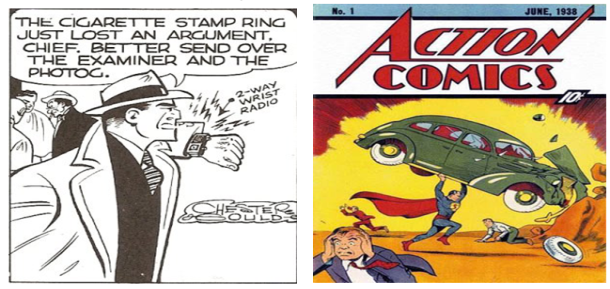 THE CIGARETTE STAMP RING
JUST LOST AN ARGUMENT,
CHIEF. BETTER SEND OVER
THE EXAMINER AND THE
PHOTOG.
2-WAY
WRIST
RADIO
CHESTER
GOULD
No. 1
JUNE, 1938
ACTION
COMICS
10¢